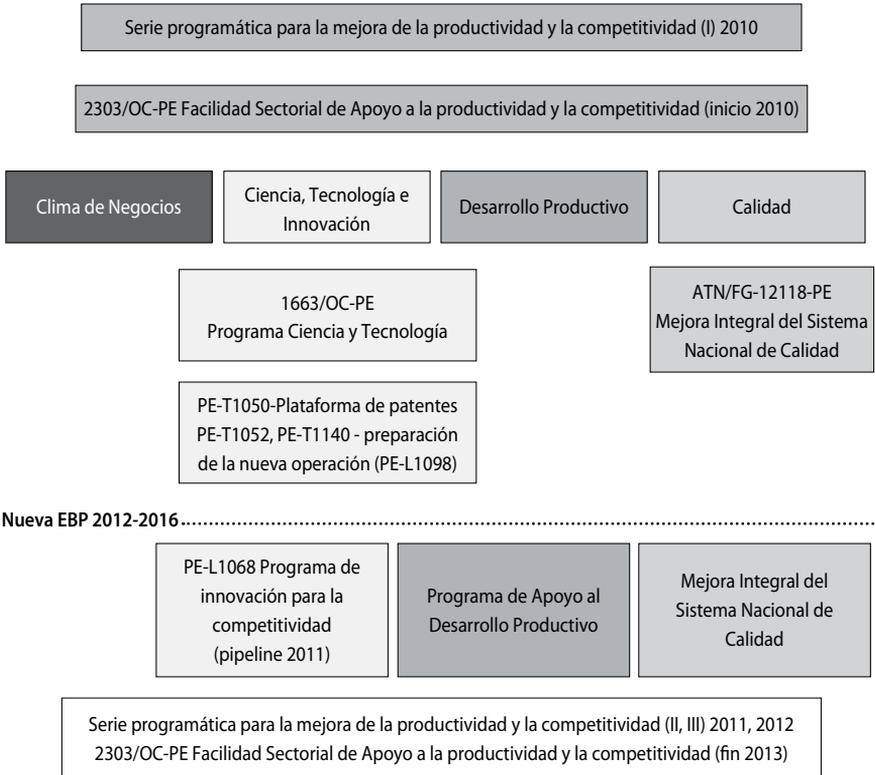 Serie programática para la mejora de la productividad y la competitividad (I) 2010
2303/OC-PE Facilidad Sectorial de Apoyo a la productividad y la competitividad (inicio 2010)
Clima de Negocios
Ciencia, Tecnología e
Innovación
Desarrollo Productivo
Calidad
1663/OC-PE
Programa Ciencia y Tecnología
ATN/FG-12118-PE
Mejora Integral del Sistema
Nacional de Calidad
PE-T1050-Plataforma de patentes
PE-T1052, PE-T1140 - preparación
de la nueva operación (PE-L1098)
Nueva EBP 2012-2016
PE-L1068 Programa de
innovación para la
competitividad
(pipeline 2011)
Programa de Apoyo al
Desarrollo Productivo
Mejora Integral del
Sistema Nacional de
Calidad
Serie programática para la mejora de la productividad y la competitividad (II, III) 2011, 2012
2303/OC-PE Facilidad Sectorial de Apoyo a la productividad y la competitividad (fin 2013)